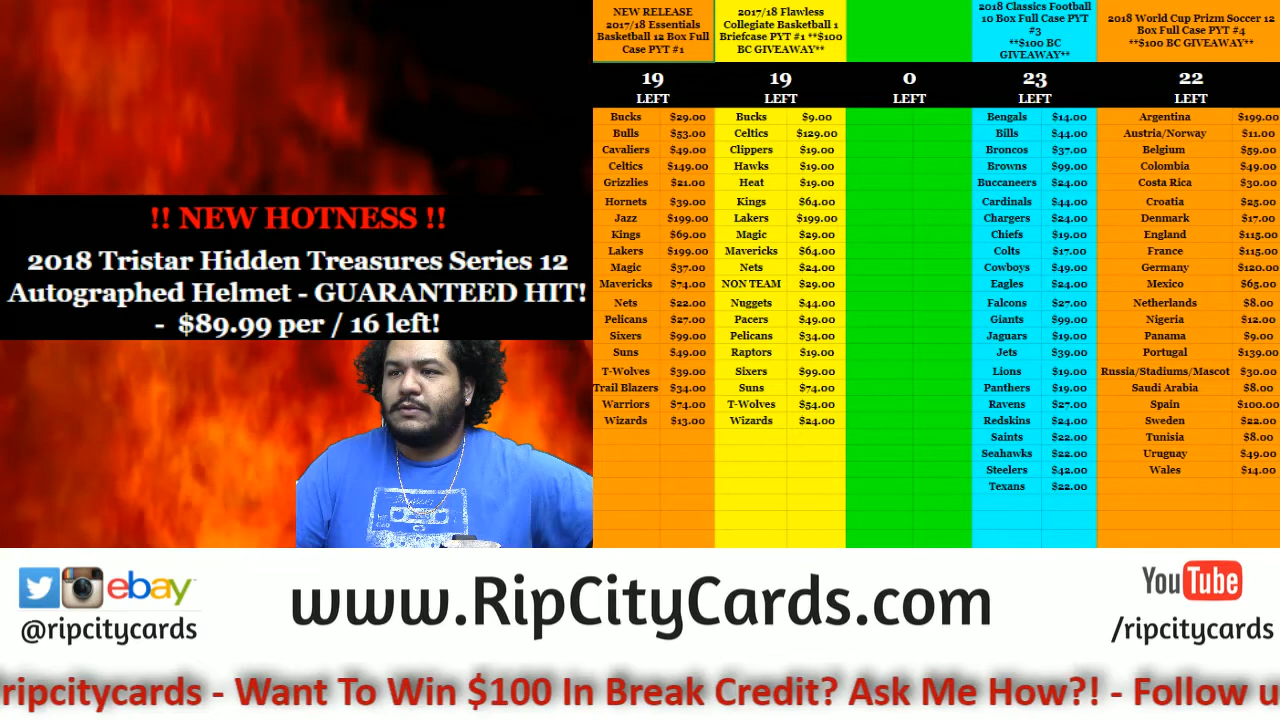 !! NEW HOTNESS !!
2018 Tristar Hidden Treasures Series 12
Autographed Helmet - GUARANTEED HIT!
- $89.99 per / 16 left!
NEW RELEASE
2017/18 Essentials
Basketball 12 Box Full
Case PYT #1
19
LEFT
Bucks $29.00
Bulls $53.00
Cavaliers $49.00
Celtics $149.00
Grizzlies $21.00
Hornets $39.00
Jazz $199.00
Kings $69.00
Lakers $199.00
Magic $37.00
Mavericks $74.00
Nets $22.00
Pelicans $27.00
Sixers $99.00
Suns $49.00
T-Wolves $39.00
Trail Blazers $34.00
Warriors $74.00
Wizards $13.00
2017/18 Flawless
Collegiate Basketball 1
Briefcase PYT #1 **$100
BC GIVEAWAY**
19
LEFT
Bucks $9.00
Celtics $129.00
Clippers $19.00
Hawks $19.00
Heat $19.00
Kings $64.00
Lakers $199.00
Magic $29.00
Mavericks $64.00
Nets $24.00
NON TEAM $29.00
Nuggets $44.00
Pacers $49.00
Pelicans $34.00
Raptors $19.00
Sixers $99.00
Suns $74.00
T-Wolves $54.00
Wizards $24.00
0
LEFT
2018 Classics Football
10 Box Full Case PYT
#3
**$100 BC
GIVEAWAY**
23
LEFT
Bengals $14.00
Bills $44.00
Broncos $37.00
Browns $99.00
Buccaneers $24.00
Cardinals $44.00
Chargers $24.00
Chiefs $19.00
Colts $17.00
Cowboys $49.00
Eagles $24.00
Falcons $27.00
Giants $99.00
Jaguars $19.00
Jets $39.00
Lions $19.00
Panthers $19.00
Ravens $27.00
Redskins $24.00
Saints $22.00
Seahawks $22.00
Steelers $42.00
Texans $22.00
2018 World Cup Prizm Soccer 12
Box Full Case PYT #4
**$100 BC GIVEAWAY**
22
LEFT
Argentina $199.00
Austria/Norway $11.00
Belgium $59.00
Colombia $49.00
Costa Rica $30.00
Croatia $25.00
Denmark $17.00
England $115.00
France $115.00
Germany $120.00
Mexico $65.00
Netherlands $8.00
Nigeria $12.00
Panama $9.00
Portugal $139.00
Russia/Stadiums/Mascot $30.00
Saudi Arabia $8.00
Spain $100.00
Sweden $22.00
Tunisia $8.00
Uruguay $49.00
Wales $14.00
ebay
@ripcitycards
www.RipCityCards.com
YouTube
/ripcitycards
ripcitycards - Want To Win $100 In Break Credit? Ask Me How?! - Follow u